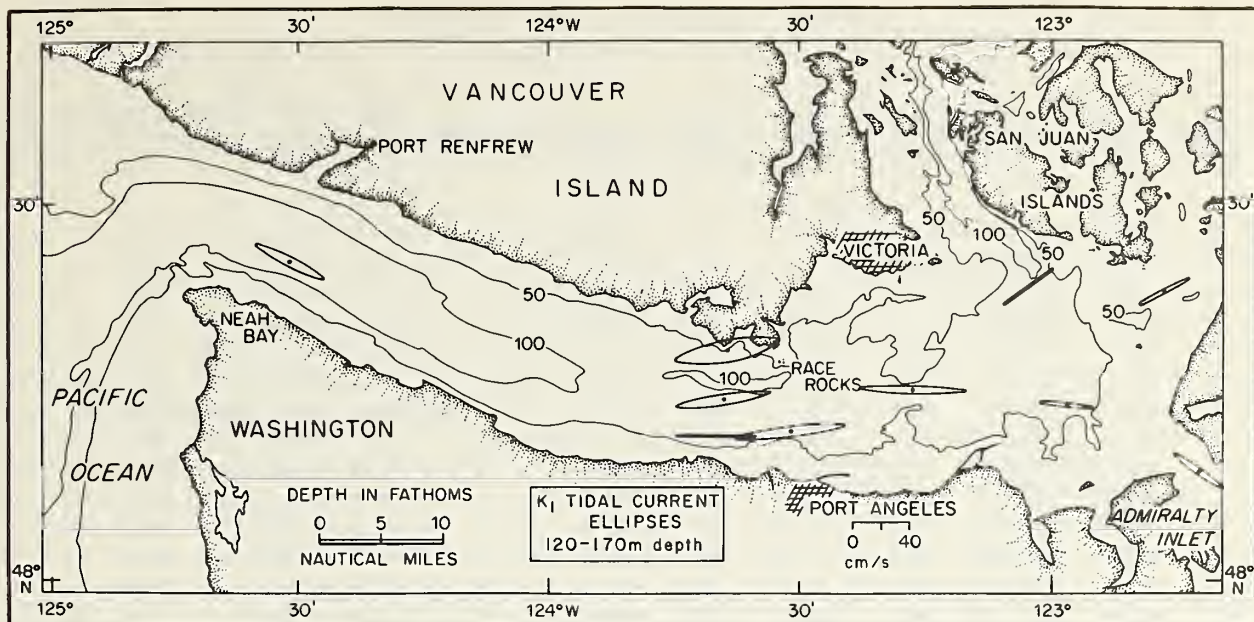 125° 30' 124°W 30' 123°
VANCOUVER
ISLAND
PORT RENFREW
SAN JUAN
ISLANDS
30'
30'
50
100
50
VICTORIA
50
50
NEAH
BAY
100
RACE
ROCKS
100
PACIFIC
OCEAN
WASHINGTON
DEPTH IN FATHOMS
0 5 10
NAUTICAL MILES
K₁ TIDAL CURRENT
ELLIPSES
120-170m depth
PORT ANGELES
0 40
cm/s
ADMIRALTY
INLET
48°
N
48°
N
125° 30' 124°W 30' 123°